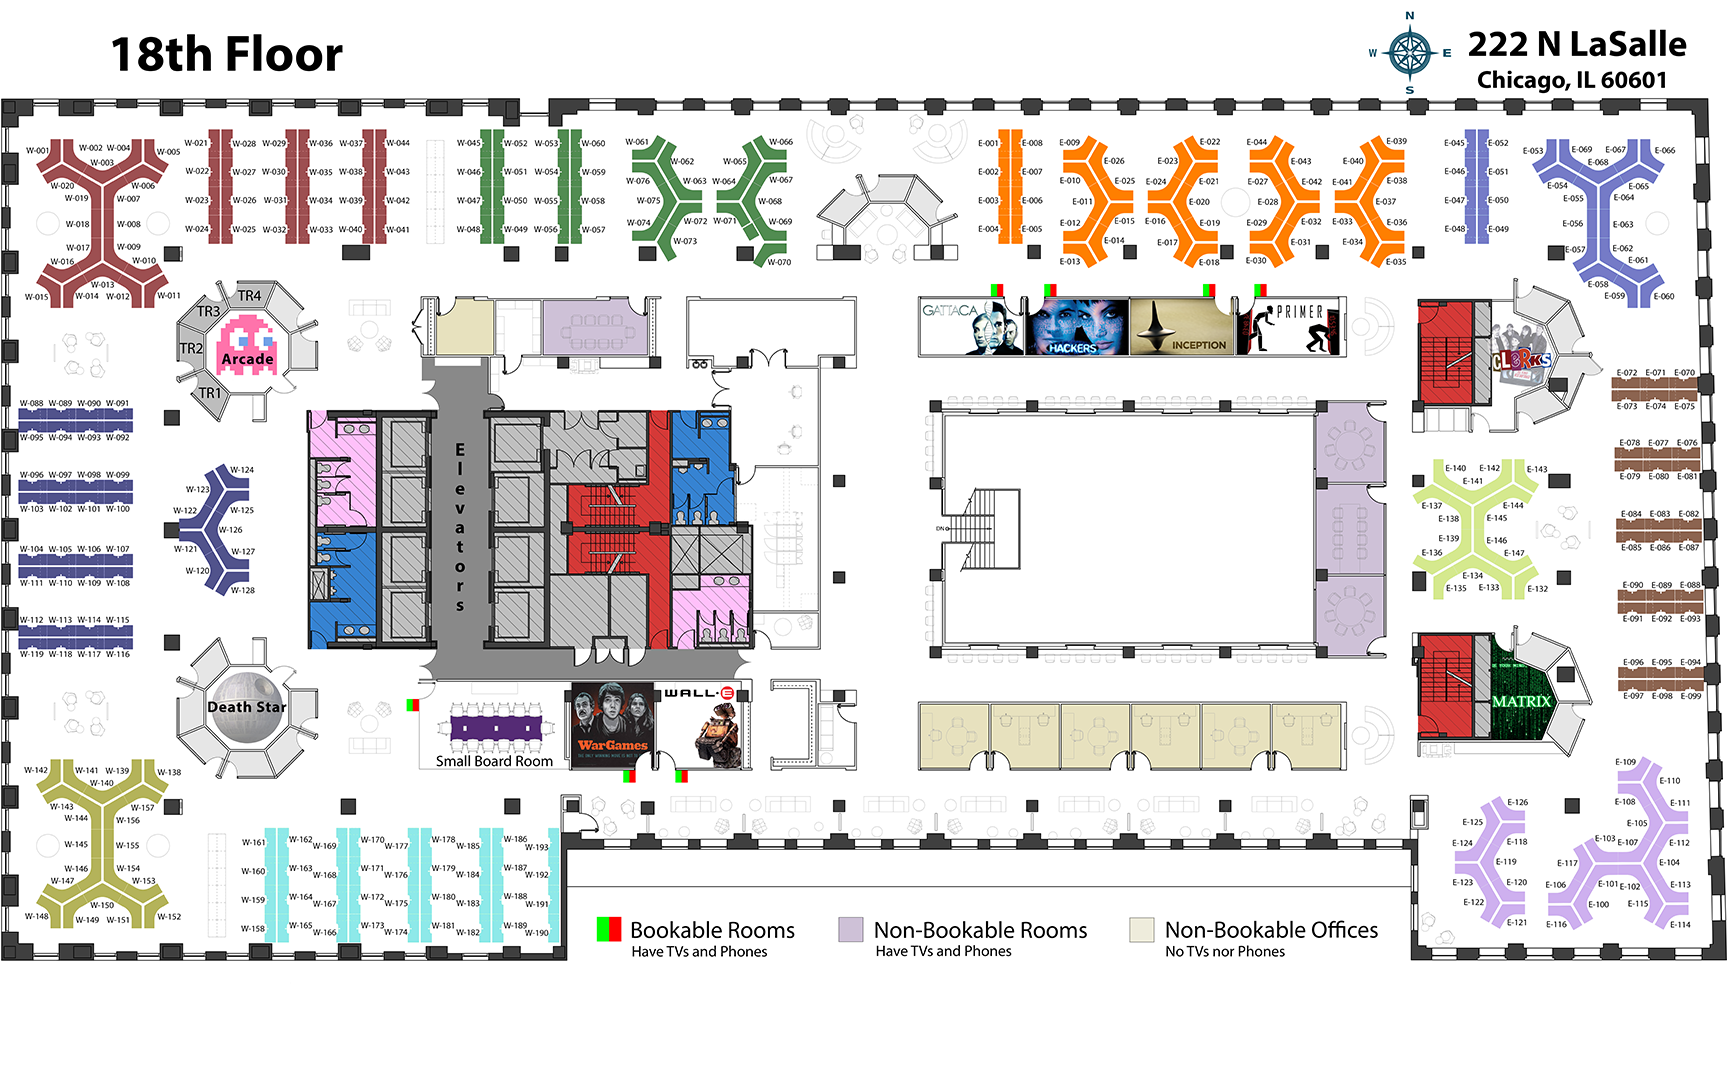 18th Floor
N
W E
S
222 N LaSalle
Chicago, IL 60601
W-001 W-002 W-004 W-005
W-003
W-020 W-006
W-019 W-007
W-018 W-008
W-017 W-009
W-016 W-010
W-013
W-015 W-014 W-012 W-011
W-021 W-028 W-029 W-036 W-037 W-044
W-022 W-027 W-030 W-035 W-038 W-043
W-023 W-026 W-031 W-034 W-039 W-042
W-024 W-025 W-032 W-033 W-040 W-041
W-045 W-052 W-053 W-060
W-046 W-051 W-054 W-059
W-047 W-050 W-055 W-058
W-048 W-049 W-056 W-057
W-061 W-062 W-065 W-066
W-076 W-063 W-064 W-067
W-075 W-068
W-074 W-072 W-071 W-069
W-073 W-070
E-001 E-008
E-002 E-007
E-003 E-006
E-004 E-005
E-009 E-026 E-023 E-022
E-010 E-025 E-024 E-021
E-011 E-020
E-012 E-015 E-016 E-019
E-013 E-014 E-017 E-018
E-044 E-043 E-040 E-039
E-027 E-042 E-041 E-038
E-028 E-037
E-029 E-032 E-033 E-036
E-030 E-031 E-034 E-035
E-045 E-052
E-046 E-051
E-047 E-050
E-048 E-049
E-053 E-069 E-067 E-066
E-068
E-054 E-065
E-055 E-064
E-056 E-063
E-057 E-062
E-061
E-058
E-059 E-060
TR4
TR3
TR2
TR1
Arcade
GATTACA
HACKERS
INCEPTION
PRIMER
CLERKS
E-072 E-071 E-070
E-073 E-074 E-075
E-078 E-077 E-076
E-079 E-080 E-081
E-084 E-083 E-082
E-085 E-086 E-087
E-090 E-089 E-088
E-091 E-092 E-093
E-096 E-095 E-094
E-097 E-098 E-099
W-088 W-089 W-090 W-091
W-095 W-094 W-093 W-092
W-096 W-097 W-098 W-099
W-103 W-102 W-101 W-100
W-104 W-105 W-106 W-107
W-111 W-110 W-109 W-108
W-112 W-113 W-114 W-115
W-119 W-118 W-117 W-116
W-124
W-123
W-122 W-125
W-126
W-121 W-127
W-120
W-128
Elevators
DN
E-140 E-142 E-143
E-141
E-137 E-144
E-138 E-145
E-139 E-146
E-136 E-147
E-134
E-135 E-133 E-132
Death Star
Small Board Room
WarGames
WALL-E
MATRIX
W-142 W-141 W-139 W-138
W-140
W-143 W-157
W-144 W-156
W-145 W-155
W-146 W-154
W-147 W-153
W-150
W-148 W-149 W-151 W-152
W-161 W-162 W-169 W-170 W-177 W-178 W-185 W-186 W-193
W-160 W-163 W-168 W-171 W-176 W-179 W-184 W-187 W-192
W-159 W-164 W-167 W-172 W-175 W-180 W-183 W-188 W-191
W-158 W-165 W-166 W-173 W-174 W-181 W-182 W-189 W-190
E-126
E-125
E-124 E-118
E-119
E-123 E-120
E-122
E-121
E-109
E-110
E-108 E-111
E-105
E-103 E-107 E-112
E-117 E-104
E-106 E-101 E-102 E-113
E-100 E-115
E-116 E-114
Bookable Rooms
Have TVs and Phones
Non-Bookable Rooms
Have TVs and Phones
Non-Bookable Offices
No TVs nor Phones